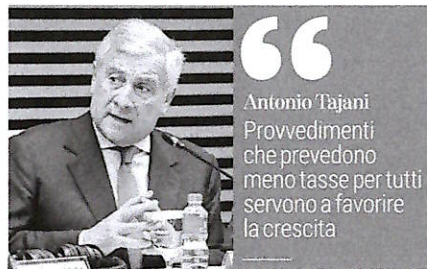 “
Antonio Tajani
Provvedimenti
che prevedono
meno tasse per tutti
servono a favorire
la crescita